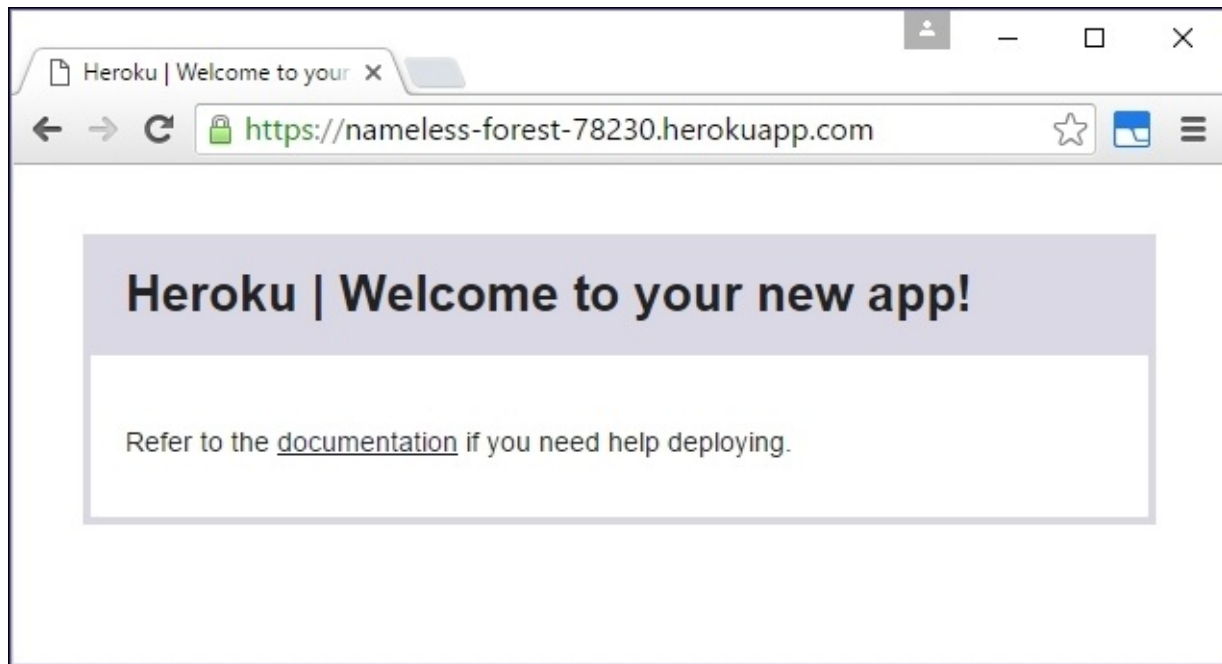 Heroku | Welcome to your
https://nameless-forest-78230.herokuapp.com
Heroku | Welcome to your new app!
Refer to the documentation if you need help deploying.